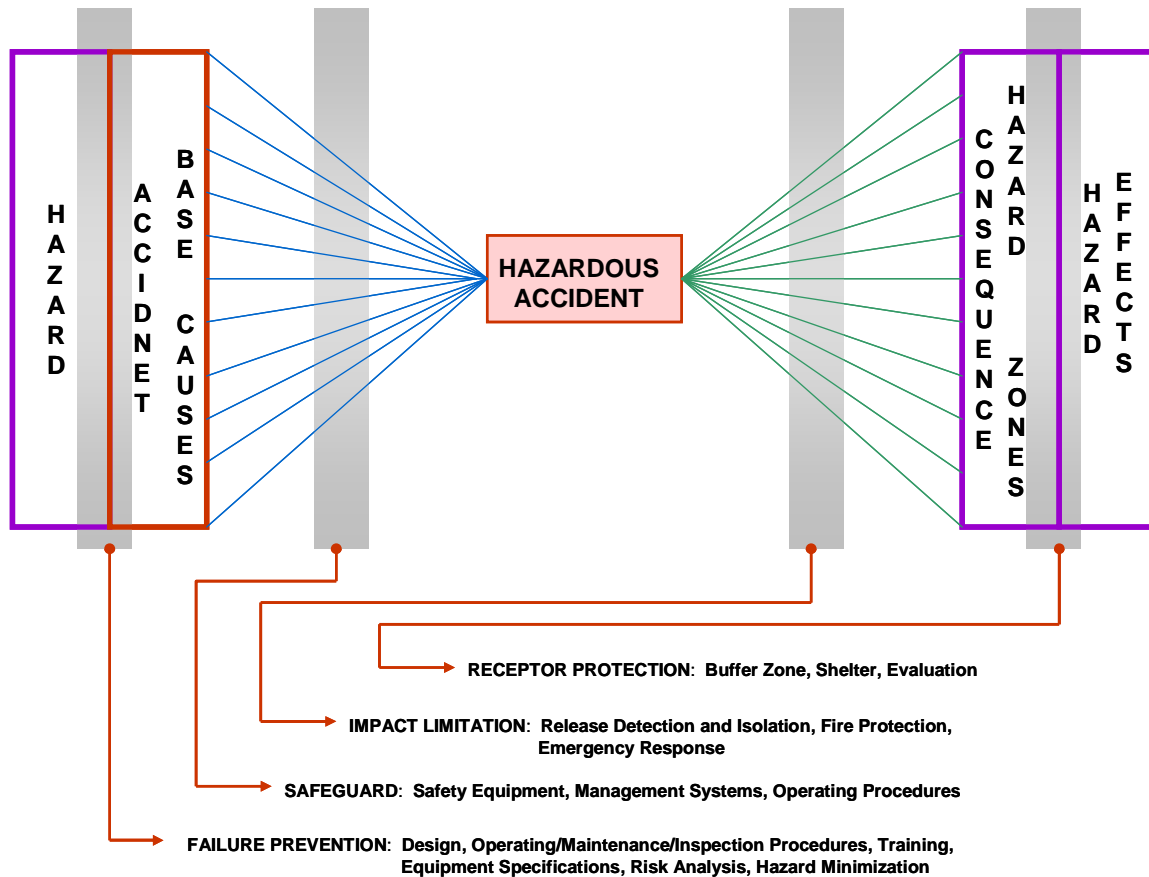 HAZARD
ACCIDNET
BASE CAUSES
HAZARDOUS
ACCIDENT
CONSEQUENCE
HAZARD ZONES
HAZARD
EFFECTS
RECEPTOR PROTECTION: Buffer Zone, Shelter, Evaluation
IMPACT LIMITATION: Release Detection and Isolation, Fire Protection,
Emergency Response
SAFEGUARD: Safety Equipment, Management Systems, Operating Procedures
FAILURE PREVENTION: Design, Operating/Maintenance/Inspection Procedures, Training,
Equipment Specifications, Risk Analysis, Hazard Minimization